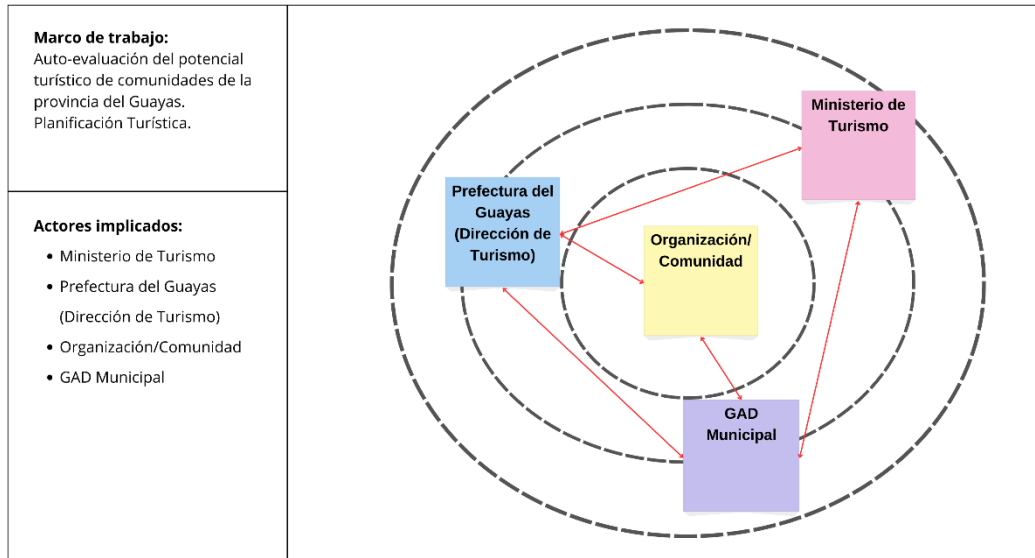 Marco de trabajo:
Auto-evaluación del potencial
turístico de comunidades de la
provincia del Guayas.
Planificación Turística.
Actores implicados:
• Ministerio de Turismo
• Prefectura del Guayas
(Dirección de Turismo)
• Organización/Comunidad
• GAD Municipal
Ministerio de
Turismo
Prefectura del
Guayas
(Dirección de
Turismo)
Organización/
Comunidad
GAD
Municipal